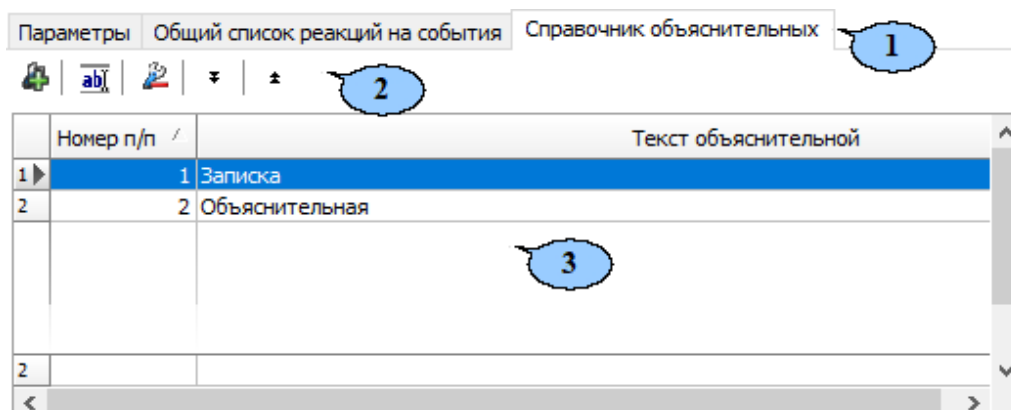 Параметры Общий список реакций на события Справочник объяснительных 1
ab 2
Номер п/п Текст объяснительной
1 1 Записка
2 2 Объяснительная
3
2